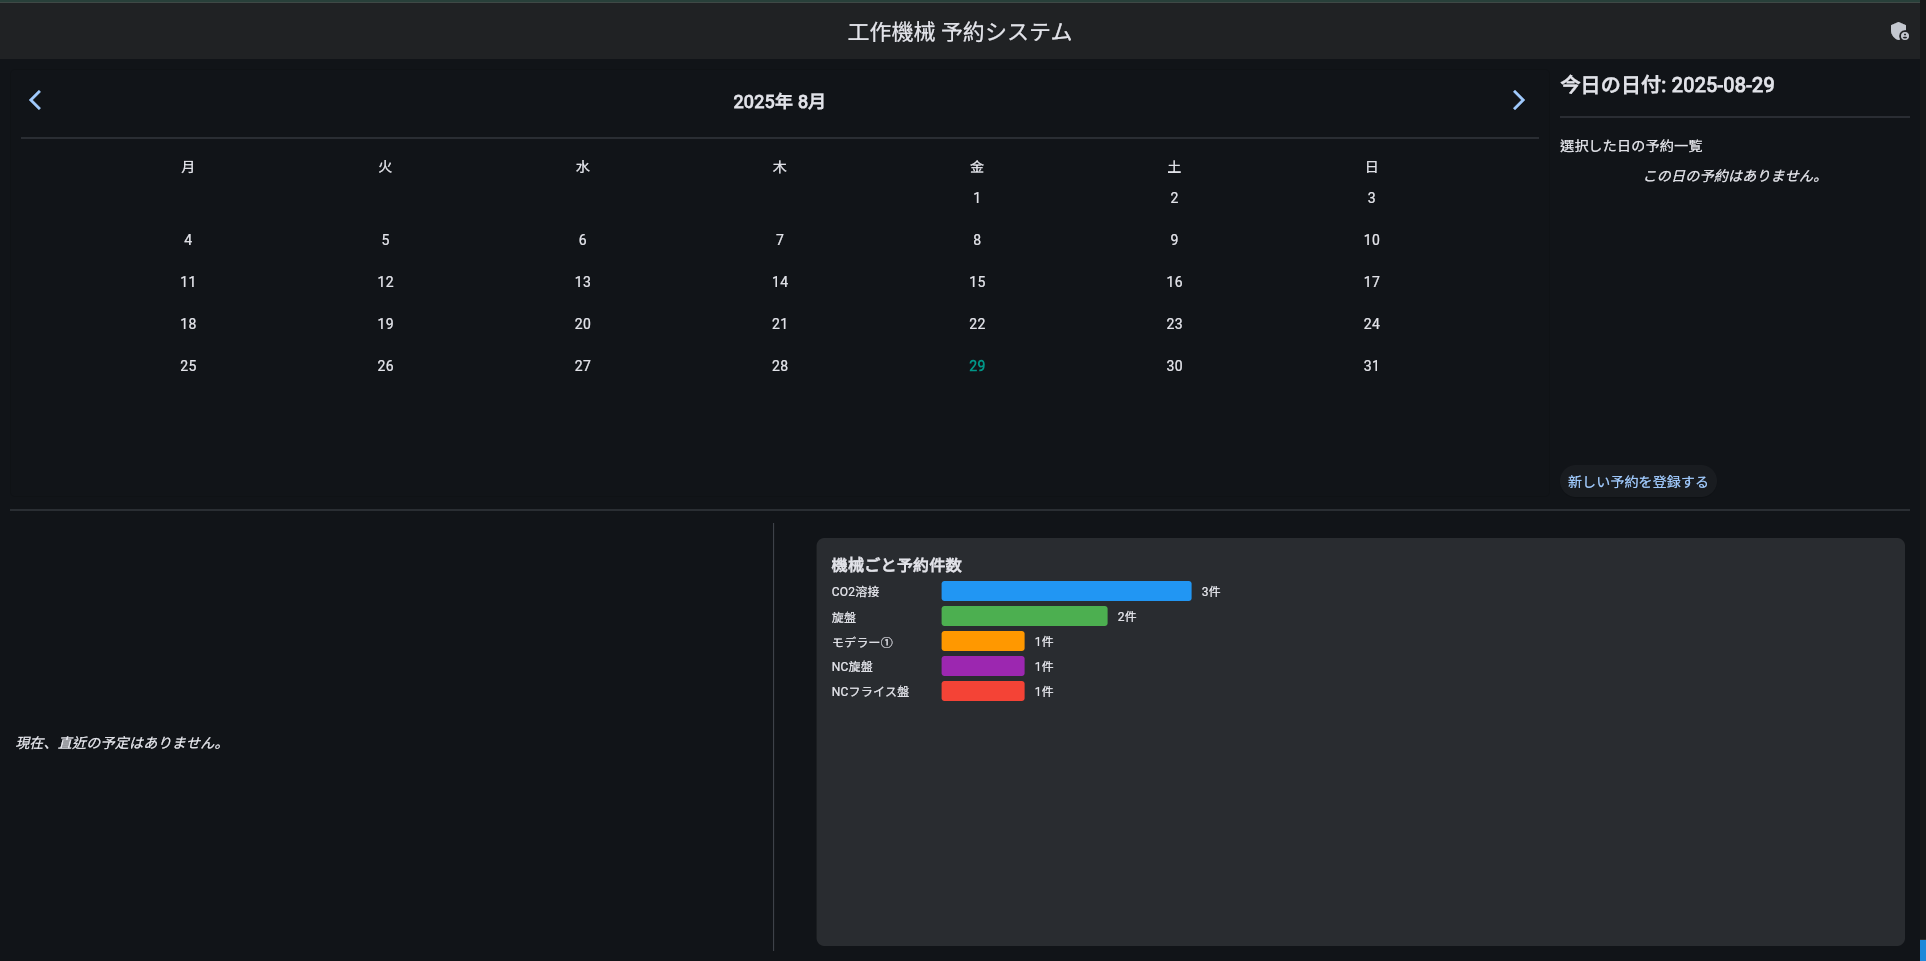 工作機械 予約システム
2025年 8月
月 火 水 木 金 土 日
1 2 3
4 5 6 7 8 9 10
11 12 13 14 15 16 17
18 19 20 21 22 23 24
25 26 27 28 29 30 31
今日の日付: 2025-08-29
選択した日の予約一覧
この日の予約はありません。
新しい予約を登録する
現在、直近の予定はありません。
機械ごと予約件数
CO2溶接 3件
旋盤 2件
モデラー① 1件
NC旋盤 1件
NCフライス盤 1件